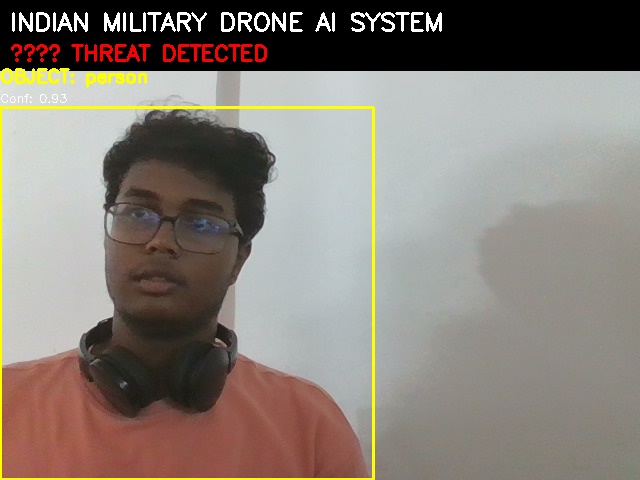 INDIAN MILITARY DRONE AI SYSTEM
???? THREAT DETECTED
OBJECT: person
Conf: 0.93